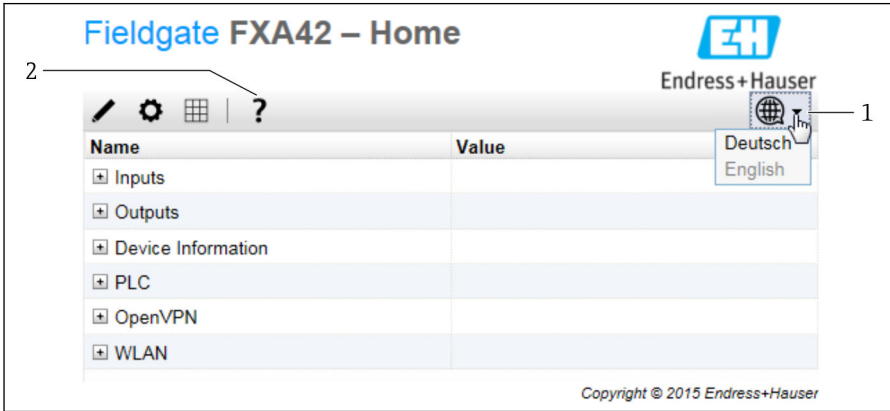 Fieldgate FXA42 – Home
EH
Endress+Hauser
2
?
1
Name Value
Deutsch
English
Inputs
Outputs
Device Information
PLC
OpenVPN
WLAN
Copyright © 2015 Endress+Hauser